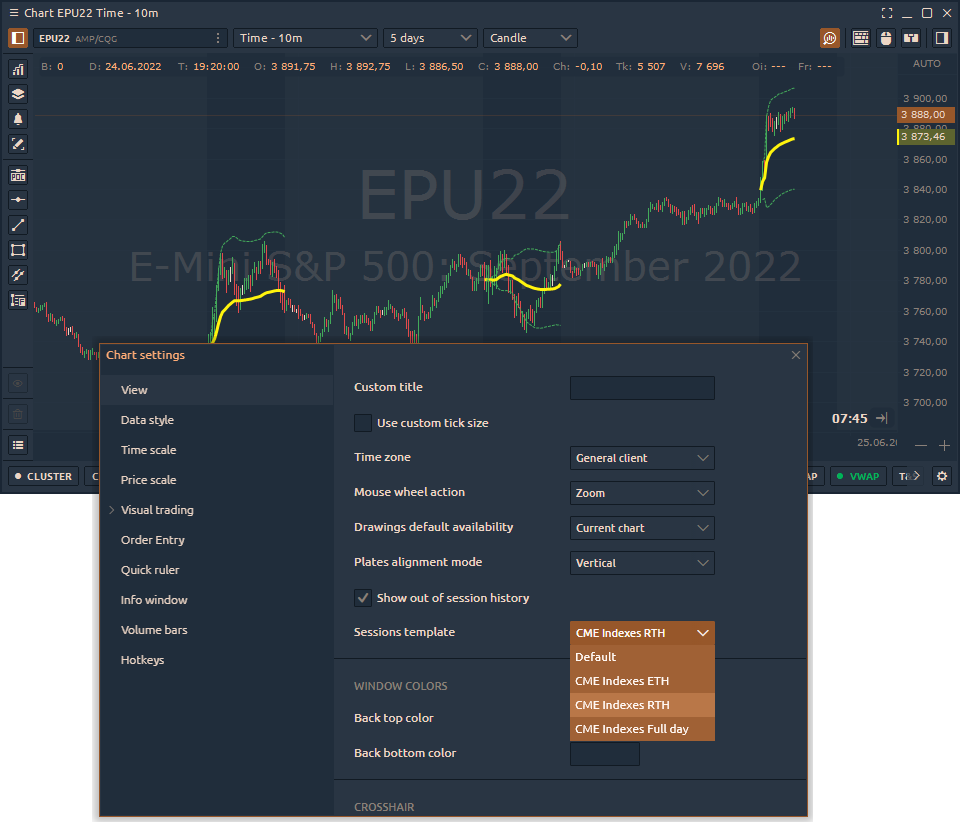 Chart EPU22 Time - 10m
EPU22 AMP/CQG Time - 10m 5 days Candle
B: 0 D: 24.06.2022 T: 19:20:00 O: 3 891,75 H: 3 892,75 L: 3 886,50 C: 3 888,00 Ch: -0,10 Tk: 5 507 V: 7 696 Oi: --- Fr: ---
AUTO
3 900,00
3 888,00
3 880,00
3 873,46
3 860,00
3 840,00
3 820,00
3 800,00
3 780,00
3 760,00
3 740,00
3 720,00
3 700,00
EPU22
E-Mini S&P 500: September 2022
POC
07:45
25.06.20
CLUSTER
C
AP
VWAP
Ta
Chart settings
View
Data style
Time scale
Price scale
Visual trading
Order Entry
Quick ruler
Info window
Volume bars
Hotkeys
Custom title
Use custom tick size
Time zone General client
Mouse wheel action Zoom
Drawings default availability Current chart
Plates alignment mode Vertical
Show out of session history
Sessions template CME Indexes RTH
Default
CME Indexes ETH
CME Indexes RTH
CME Indexes Full day
WINDOW COLORS
Back top color
Back bottom color
CROSSHAIR